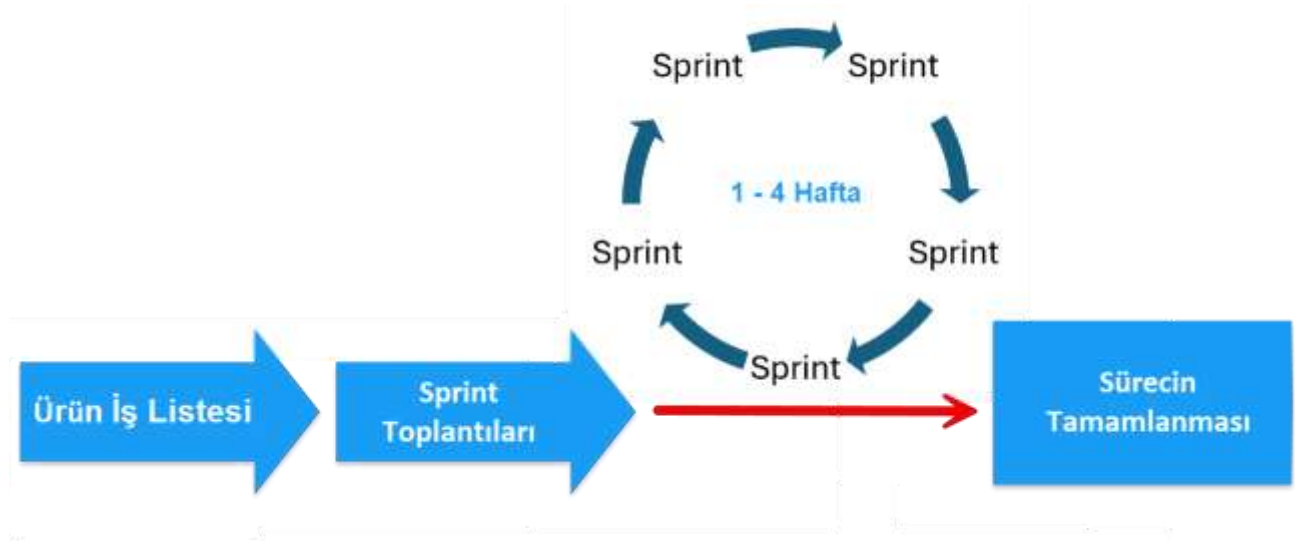 Sprint
Sprint
1 - 4 Hafta
Sprint
Sprint
Sprint
Ürün İş Listesi
Sprint
Toplantıları
Sürecin
Tamamlanması